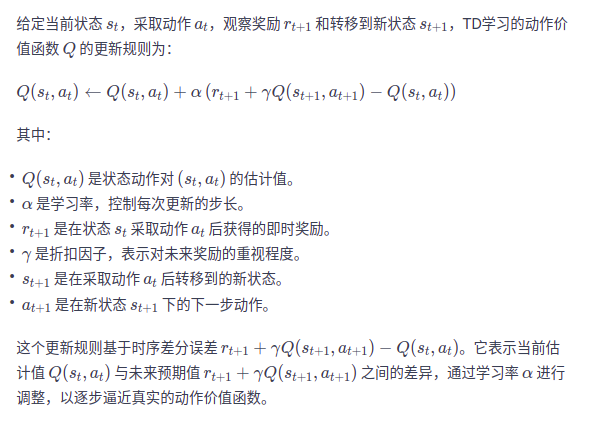 给定当前状态 s_t，采取动作 a_t，观察奖励 r_{t+1} 和转移到新状态 s_{t+1}，TD学习的动作价
值函数 Q 的更新规则为：
Q(s_t, a_t) ← Q(s_t, a_t) + α (r_{t+1} + γQ(s_{t+1}, a_{t+1}) − Q(s_t, a_t))
其中：
• Q(s_t, a_t) 是状态动作对 (s_t, a_t) 的估计值。
• α 是学习率，控制每次更新的步长。
• r_{t+1} 是在状态 s_t 采取动作 a_t 后获得的即时奖励。
• γ 是折扣因子，表示对未来奖励的重视程度。
• s_{t+1} 是在采取动作 a_t 后转移到的新状态。
• a_{t+1} 是在新状态 s_{t+1} 下的下一步动作。
这个更新规则基于时序差分误差 r_{t+1} + γQ(s_{t+1}, a_{t+1}) − Q(s_t, a_t)。它表示当前估
计值 Q(s_t, a_t) 与未来预期值 r_{t+1} + γQ(s_{t+1}, a_{t+1}) 之间的差异，通过学习率 α 进行
调整，以逐步逼近真实的动作价值函数。